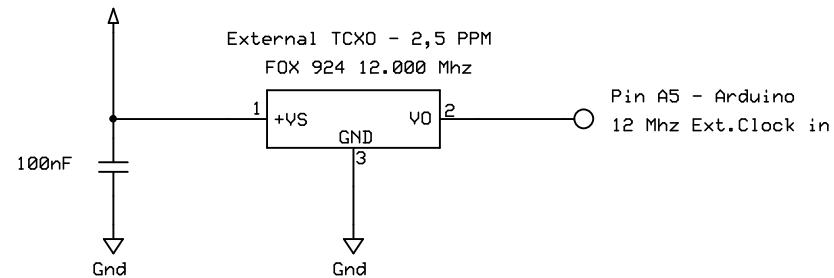 External TCXO - 2,5 PPM
FOX 924 12.000 Mhz
1
+VS
VO
2
GND
3
Pin A5 - Arduino
12 Mhz Ext.Clock in
100nF
Gnd
Gnd